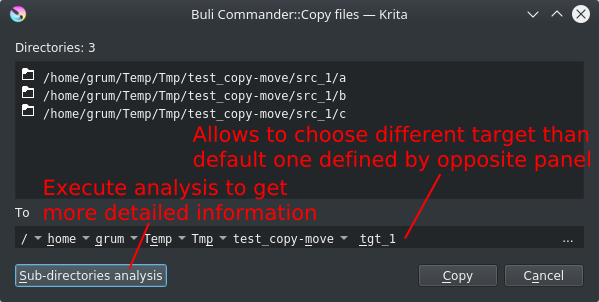 Buli Commander::Copy files — Krita
Directories: 3
/home/grum/Temp/Tmp/test_copy-move/src_1/a
/home/grum/Temp/Tmp/test_copy-move/src_1/b
/home/grum/Temp/Tmp/test_copy-move/src_1/c
Allows to choose different target than
default one defined by opposite panel
Execute analysis to get
more detailed information
To
/ home grum Temp Tmp test_copy-move tgt_1 ...
Sub-directories analysis Copy Cancel